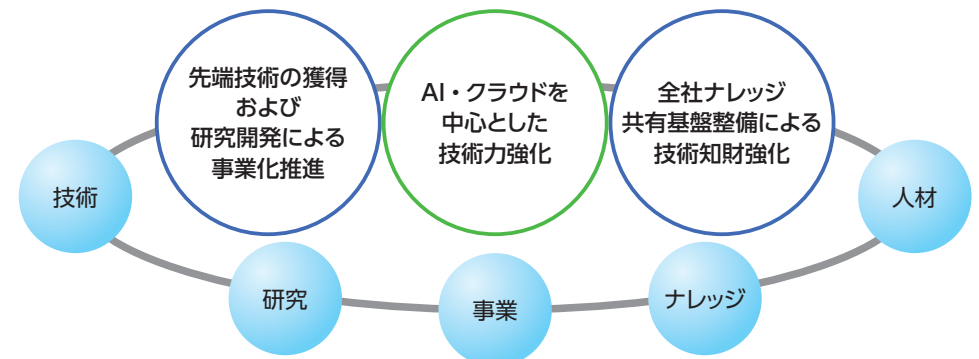 先端技術の獲得
および
研究開発による
事業化推進
AI・クラウドを
中心とした
技術力強化
全社ナレッジ
共有基盤整備による
技術知財強化
技術
研究
事業
ナレッジ
人材